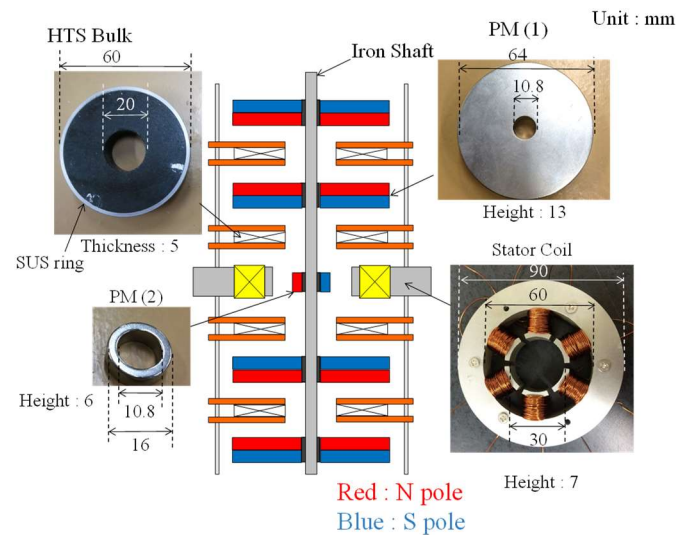 Unit : mm
HTS Bulk
60
20
SUS ring
Thickness : 5
Iron Shaft
PM (1)
64
10.8
Height : 13
PM (2)
Height : 6
10.8
16
Stator Coil
90
60
30
Height : 7
Red : N pole
Blue : S pole